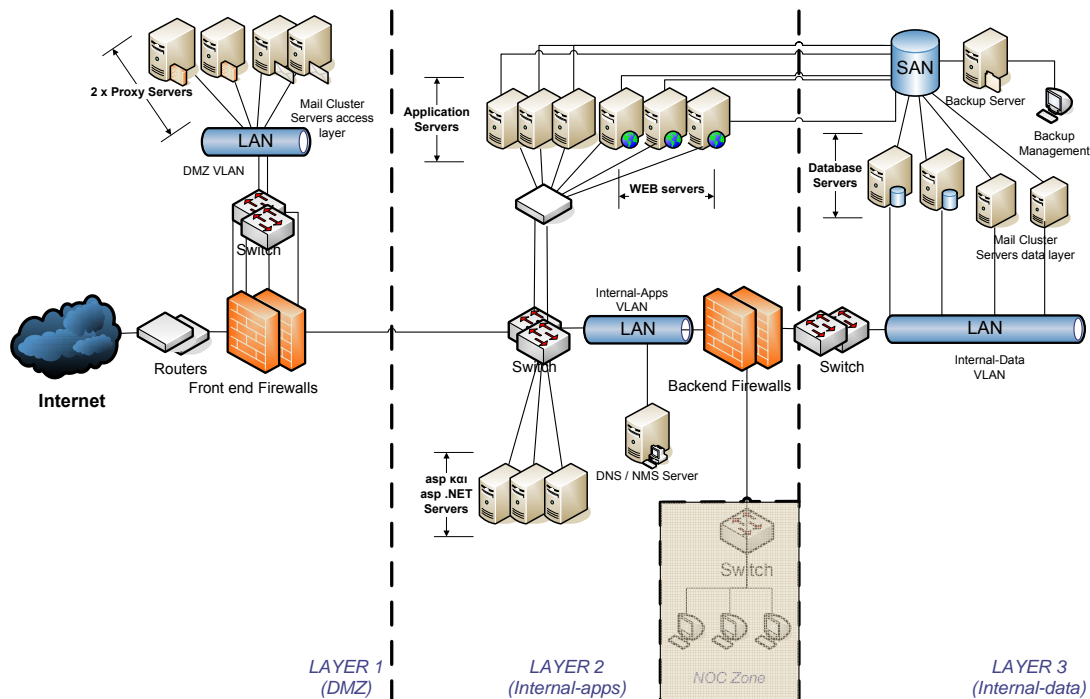 2 x Proxy Servers
Mail Cluster
Servers access
layer
LAN
DMZ VLAN
Switch
Internet
Routers
Front end Firewalls
LAYER 1
(DMZ)
Application
Servers
WEB servers
Internal-Apps
VLAN
LAN
Switch
Backend Firewalls
DNS / NMS Server
asp και
asp .NET
Servers
Switch
NOC Zone
LAYER 2
(Internal-apps)
SAN
Backup Server
Backup
Management
Database
Servers
Mail Cluster
Servers data layer
LAN
Switch
Internal-Data
VLAN
LAYER 3
(Internal-data)